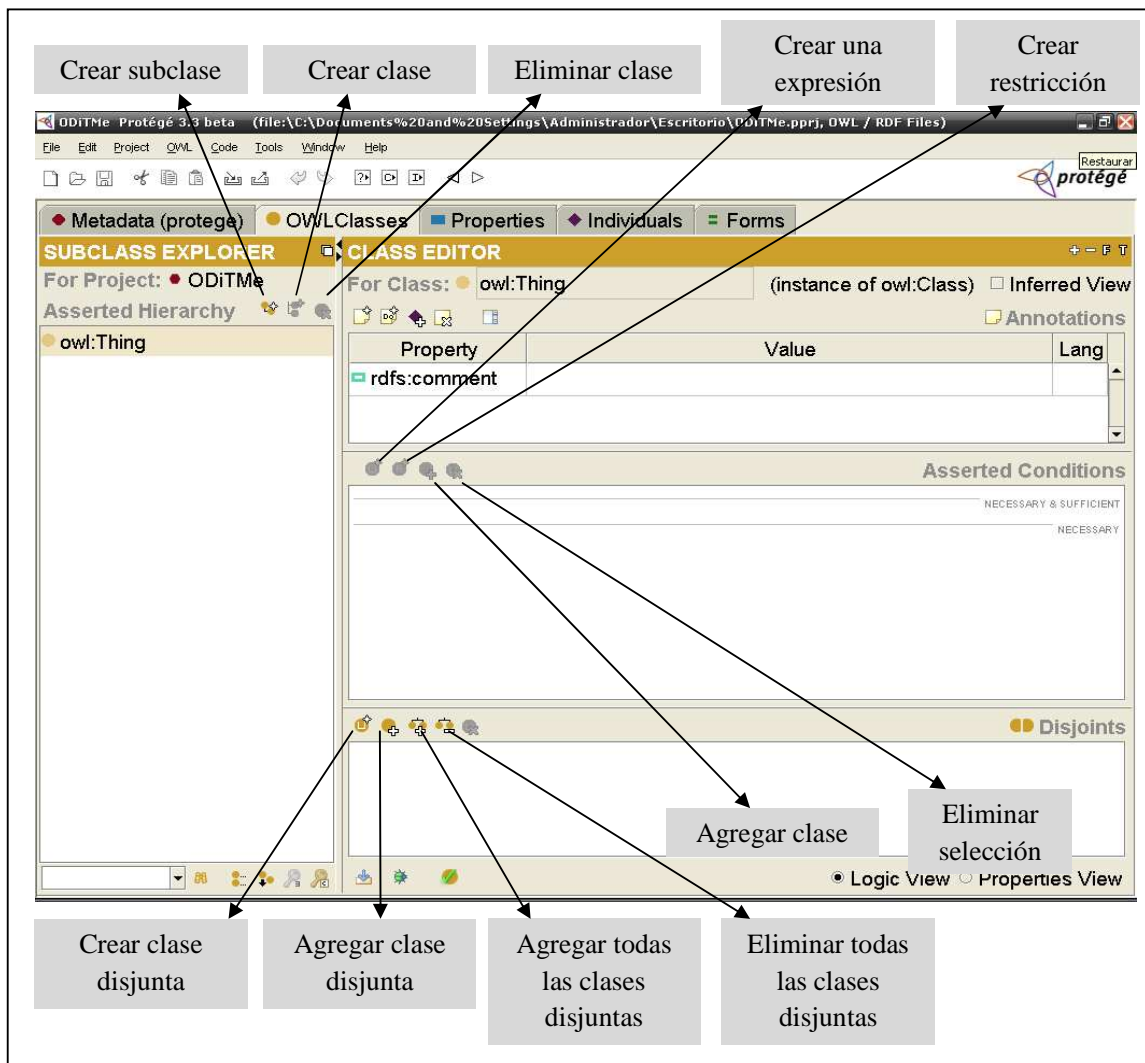 Crear subclase
Crear clase
Eliminar clase
Crear una
expresión
Crear
restricción
ODiTMe Protégé 3.3 beta (file:\C:\Documents%20and%20Settings\Administrador\Escritorio\ODiTMe.pprj, OWL / RDF Files)
File Edit Project OWL Code Tools Window Help
Restaurar
protégé
Metadata (protege) OWLClasses Properties Individuals Forms
SUBCLASS EXPLORER
CLASS EDITOR
For Project: ODiTMe
For Class: owl:Thing (instance of owl:Class) Inferred View
Asserted Hierarchy
Annotations
owl:Thing
Property Value Lang
rdfs:comment
Asserted Conditions
NECESSARY & SUFFICIENT
NECESSARY
Disjoints
Agregar clase
Eliminar
selección
Logic View Properties View
Crear clase
disjunta
Agregar clase
disjunta
Agregar todas
las clases
disjuntas
Eliminar todas
las clases
disjuntas